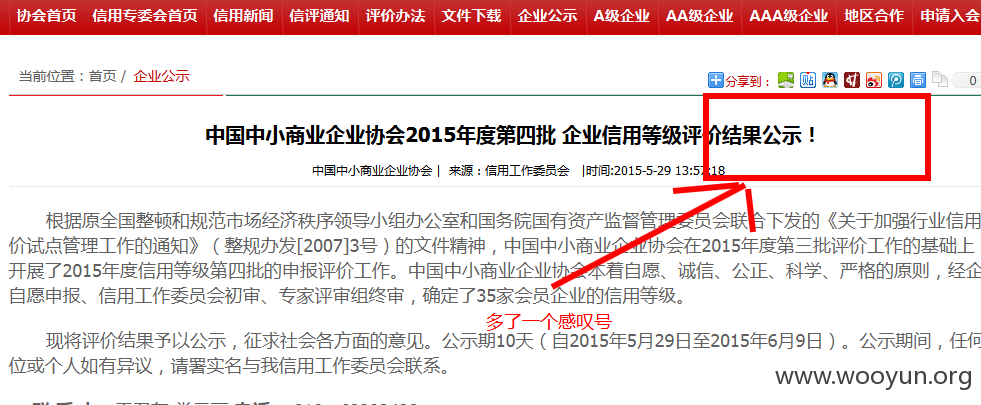 协会首页 信用专委会首页 信用新闻 信评通知 评价办法 文件下载 企业公示 A级企业 AA级企业 AAA级企业 地区合作 申请入会
当前位置：首页 / 企业公示
分享到： 0
中国中小商业企业协会2015年度第四批 企业信用等级评价结果公示！
中国中小商业企业协会 | 来源：信用工作委员会 |时间:2015-5-29 13:57:18
根据原全国整顿和规范市场经济秩序领导小组办公室和国务院国有资产监督管理委员会联合下发的《关于加强行业信用
价试点管理工作的通知》（整规办发[2007]3号）的文件精神，中国中小商业企业协会在2015年度第三批评价工作的基础上
开展了2015年度信用等级第四批的申报评价工作。中国中小商业企业协会本着自愿、诚信、公正、科学、严格的原则，经企
自愿申报、信用工作委员会初审、专家评审组终审，确定了35家会员企业的信用等级。
多了一个感叹号
现将评价结果予以公示，征求社会各方面的意见。公示期10天（自2015年5月29日至2015年6月9日）。公示期间，任何
位或个人如有异议，请署实名与我信用工作委员会联系。
www.wooyun.org